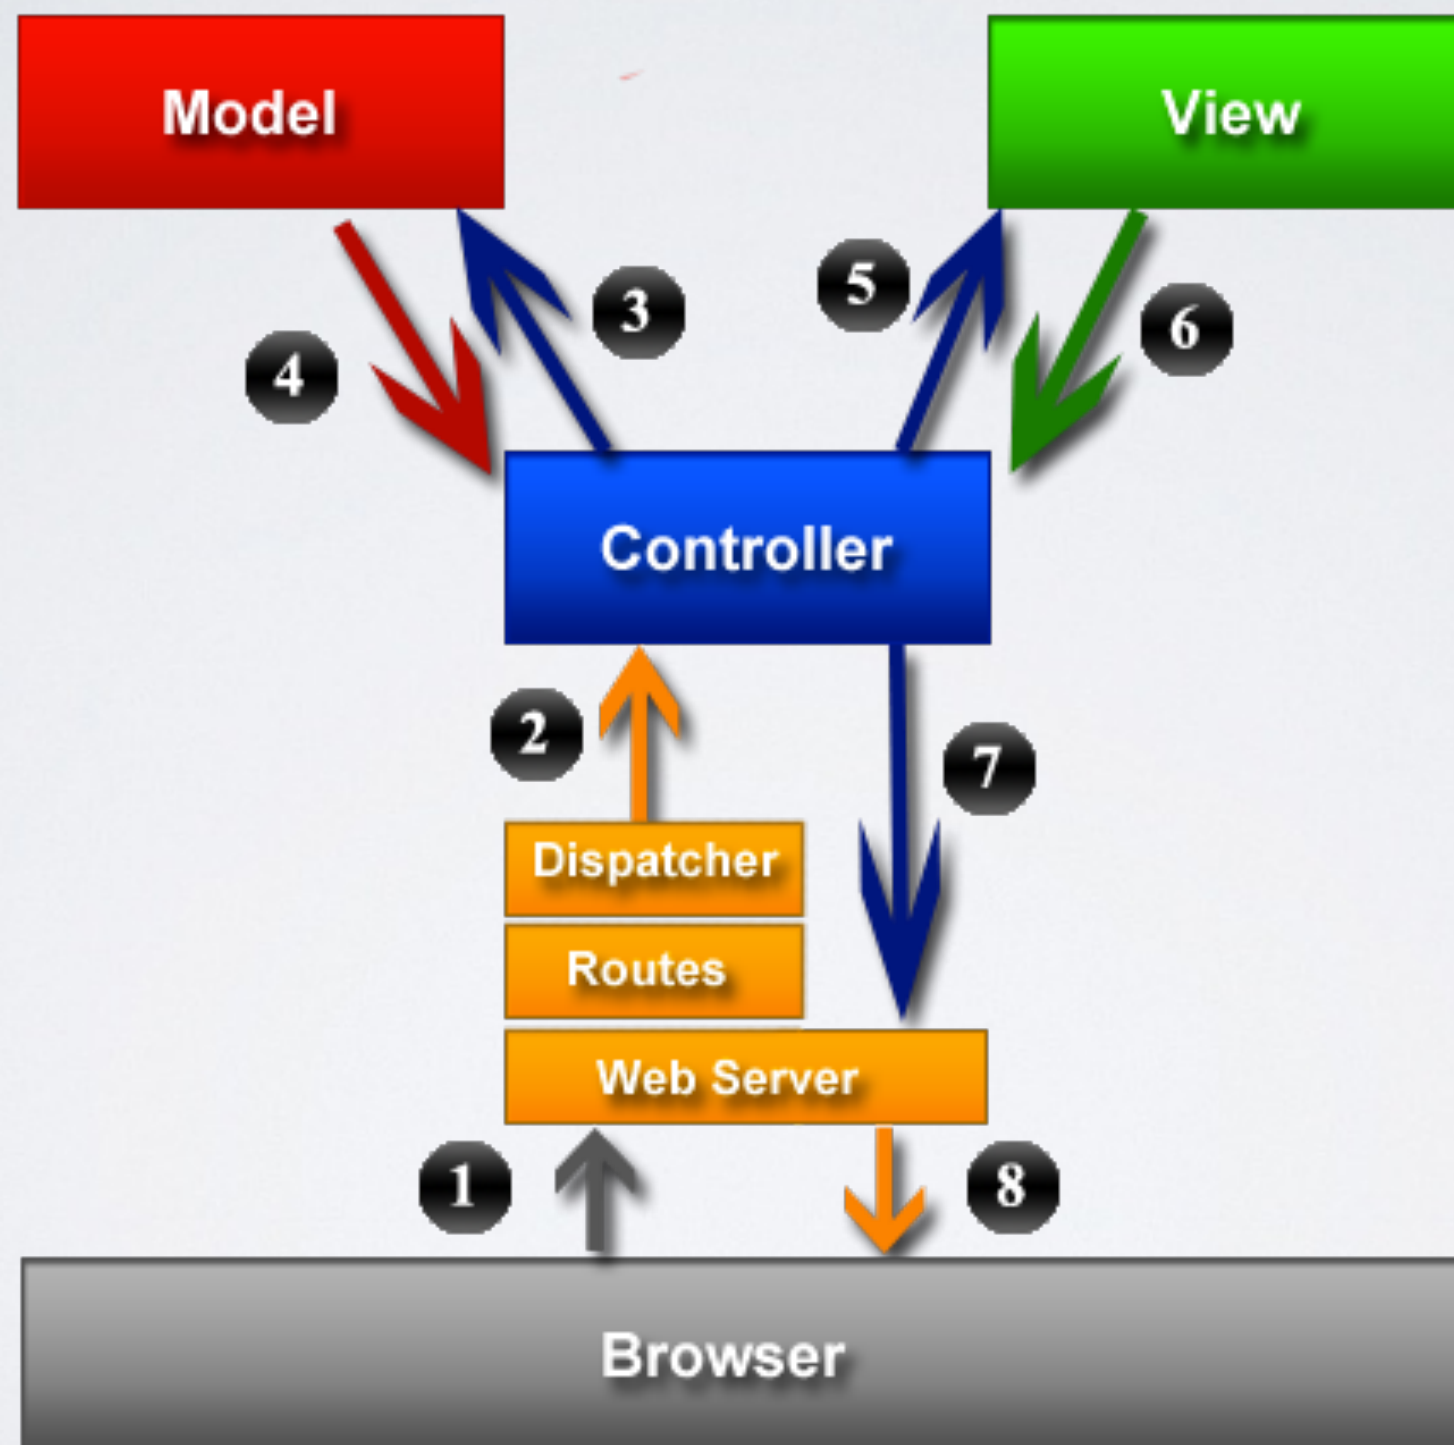 Model
View
3
5
6
4
Controller
2
7
Dispatcher
Routes
Web Server
1
8
Browser